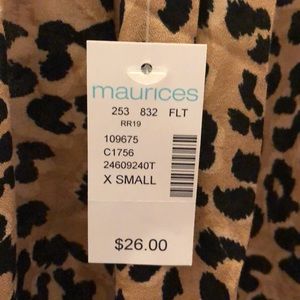 maurices
253 832 FLT
RR19
109675
C1756
24609240T
X SMALL
$26.00